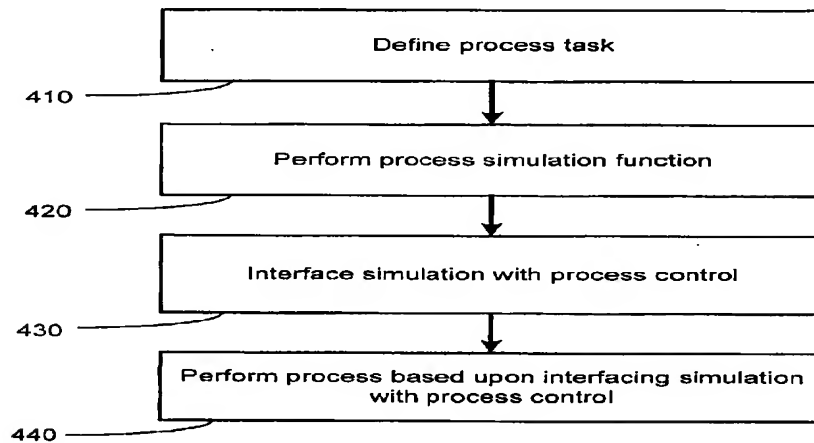 Define process task
410
Perform process simulation function
420
Interface simulation with process control
430
Perform process based upon interfacing simulation
with process control
440